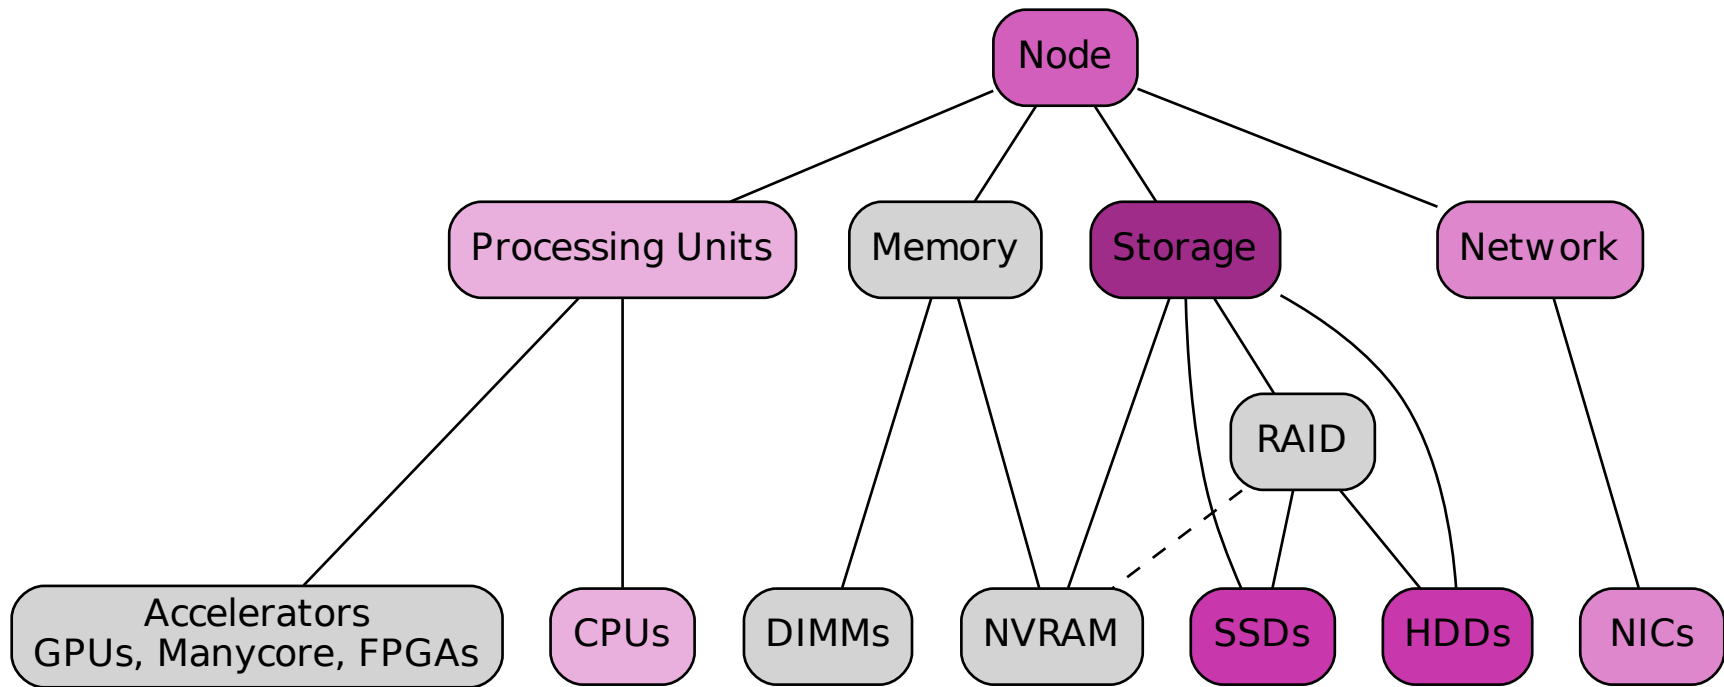 Node
Processing Units
Memory
Storage
Network
RAID
Accelerators
GPUs, Manycore, FPGAs
CPUs
DIMMs
NVRAM
SSDs
HDDs
NICs